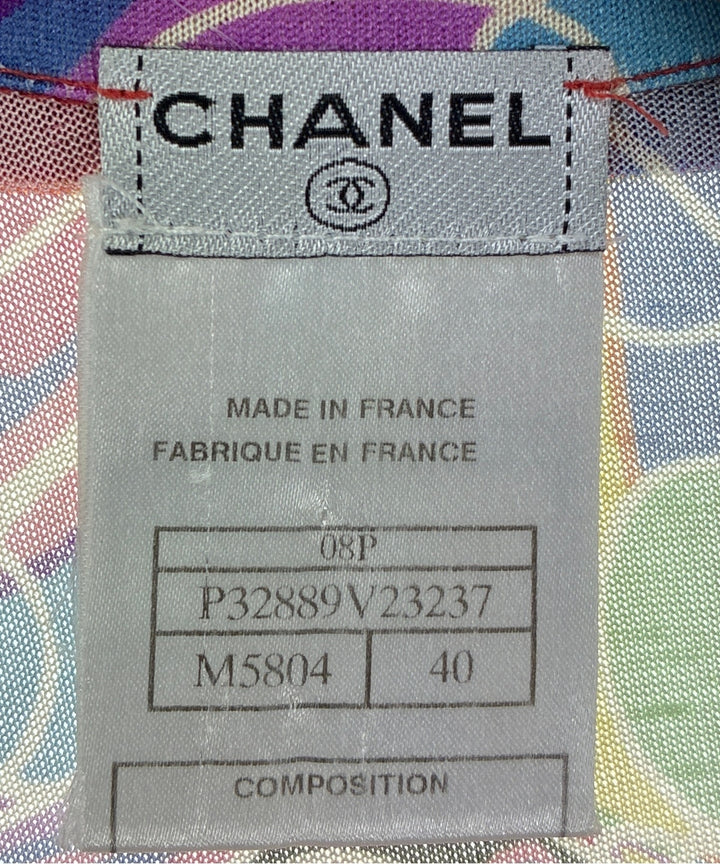 CHANEL
MADE IN FRANCE
FABRIQUE EN FRANCE
08P
P32889V23237
M5804 40
COMPOSITION